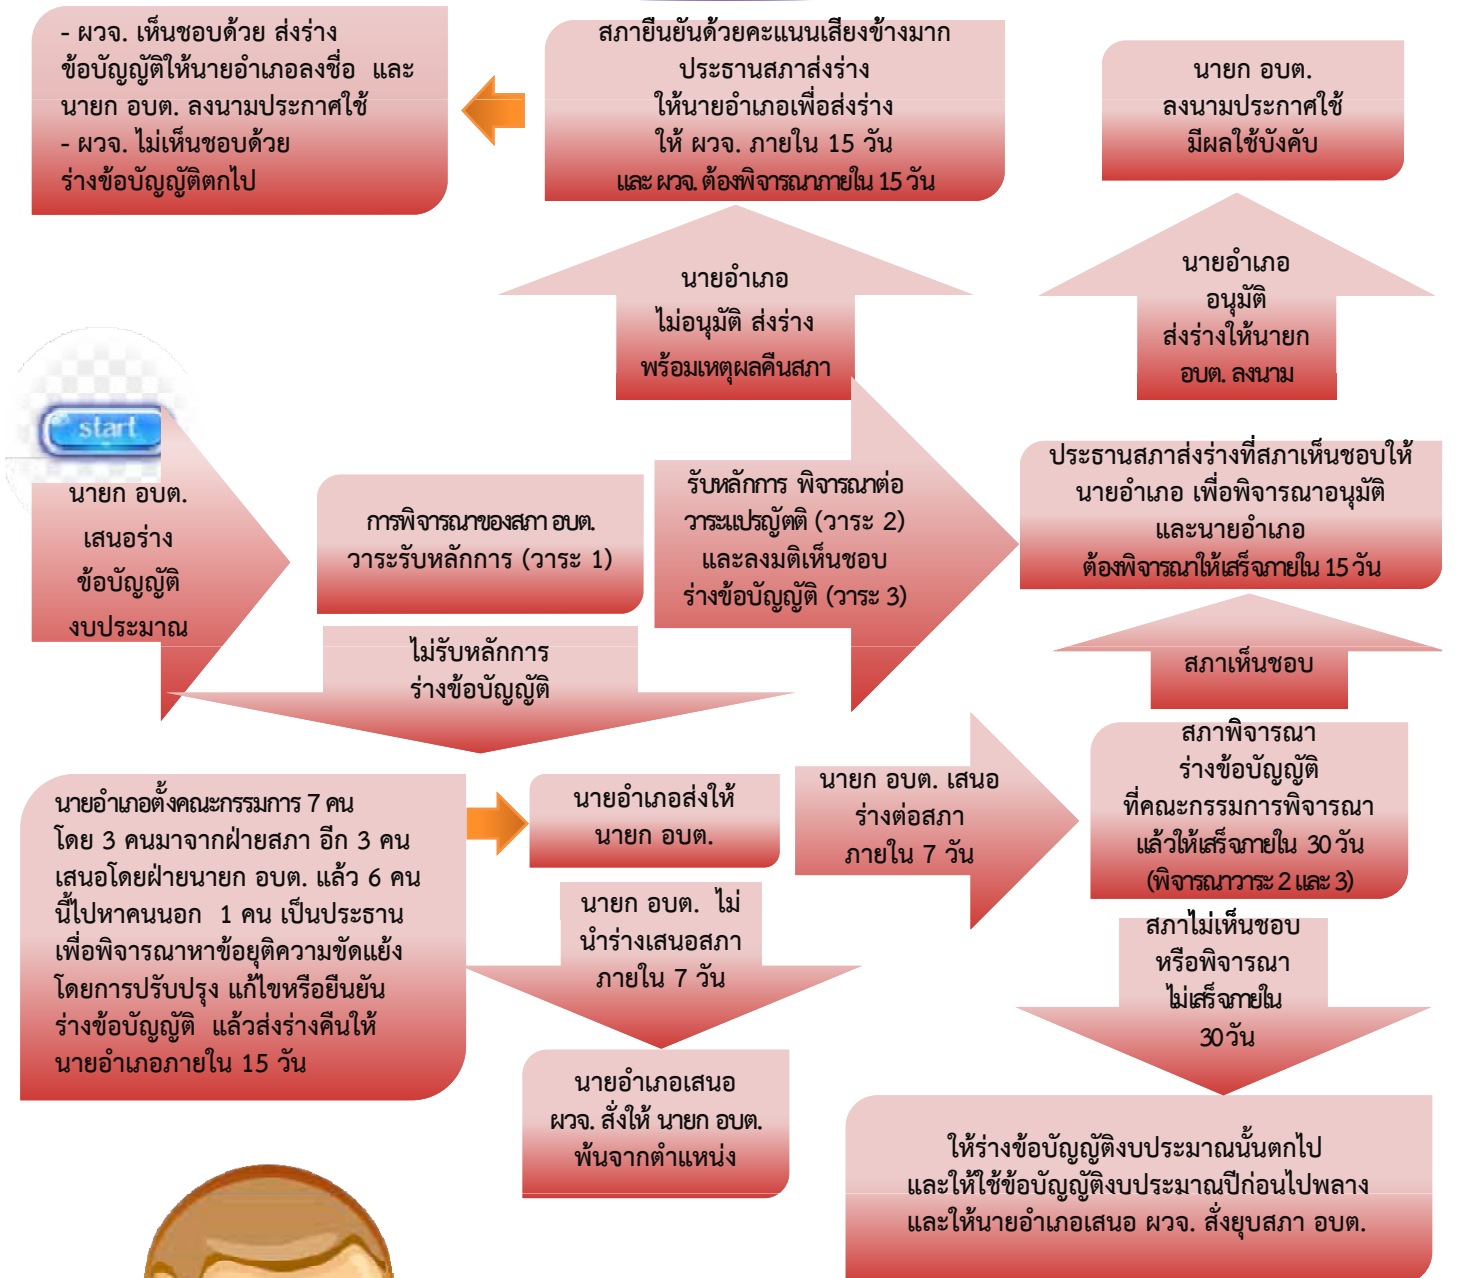 - ผวจ. เห็นชอบด้วย ส่งร่าง
ข้อบัญญัติให้นายอำเภอลงชื่อ และ
นายก อบต. ลงนามประกาศใช้
- ผวจ. ไม่เห็นชอบด้วย
ร่างข้อบัญญัติตกไป
สภายืนยันด้วยคะแนนเสียงข้างมาก
ประธานสภาส่งร่าง
ให้นายอำเภอเพื่อส่งร่าง
ให้ ผวจ. ภายใน 15 วัน
และ ผวจ. ต้องพิจารณาภายใน 15 วัน
นายก อบต.
ลงนามประกาศใช้
มีผลใช้บังคับ
นายอำเภอ
ไม่อนุมัติ ส่งร่าง
พร้อมเหตุผลคืนสภา
นายอำเภอ
อนุมัติ
ส่งร่างให้นายก
อบต. ลงนาม
start
นายก อบต.
เสนอร่าง
ข้อบัญญัติ
งบประมาณ
การพิจารณาของสภา อบต.
วาระรับหลักการ (วาระ 1)
รับหลักการ พิจารณาต่อ
วาระแปรญัตติ (วาระ 2)
และลงมติเห็นชอบ
ร่างข้อบัญญัติ (วาระ 3)
ประธานสภาส่งร่างที่สภาเห็นชอบให้
นายอำเภอ เพื่อพิจารณาอนุมัติ
และนายอำเภอ
ต้องพิจารณาให้เสร็จภายใน 15 วัน
ไม่รับหลักการ
ร่างข้อบัญญัติ
สภาเห็นชอบ
นายอำเภอตั้งคณะกรรมการ 7 คน
โดย 3 คนมาจากฝ่ายสภา อีก 3 คน
เสนอโดยฝ่ายนายก อบต. แล้ว 6 คน
นี้ไปหาคนนอก 1 คน เป็นประธาน
เพื่อพิจารณาหาข้อยุติความขัดแย้ง
โดยการปรับปรุง แก้ไขหรือยืนยัน
ร่างข้อบัญญัติ แล้วส่งร่างคืนให้
นายอำเภอภายใน 15 วัน
นายอำเภอส่งให้
นายก อบต.
นายก อบต. เสนอ
ร่างต่อสภา
ภายใน 7 วัน
สภาพิจารณา
ร่างข้อบัญญัติ
ที่คณะกรรมการพิจารณา
แล้วให้เสร็จภายใน 30 วัน
(พิจารณาวาระ 2 และ 3)
นายก อบต. ไม่
นำร่างเสนอสภา
ภายใน 7 วัน
สภาไม่เห็นชอบ
หรือพิจารณา
ไม่เสร็จภายใน
30 วัน
นายอำเภอเสนอ
ผวจ. สั่งให้ นายก อบต.
พ้นจากตำแหน่ง
ให้ร่างข้อบัญญัติงบประมาณนั้นตกไป
และให้ใช้ข้อบัญญัติงบประมาณปีก่อนไปพลาง
และให้นายอำเภอเสนอ ผวจ. สั่งยุบสภา อบต.